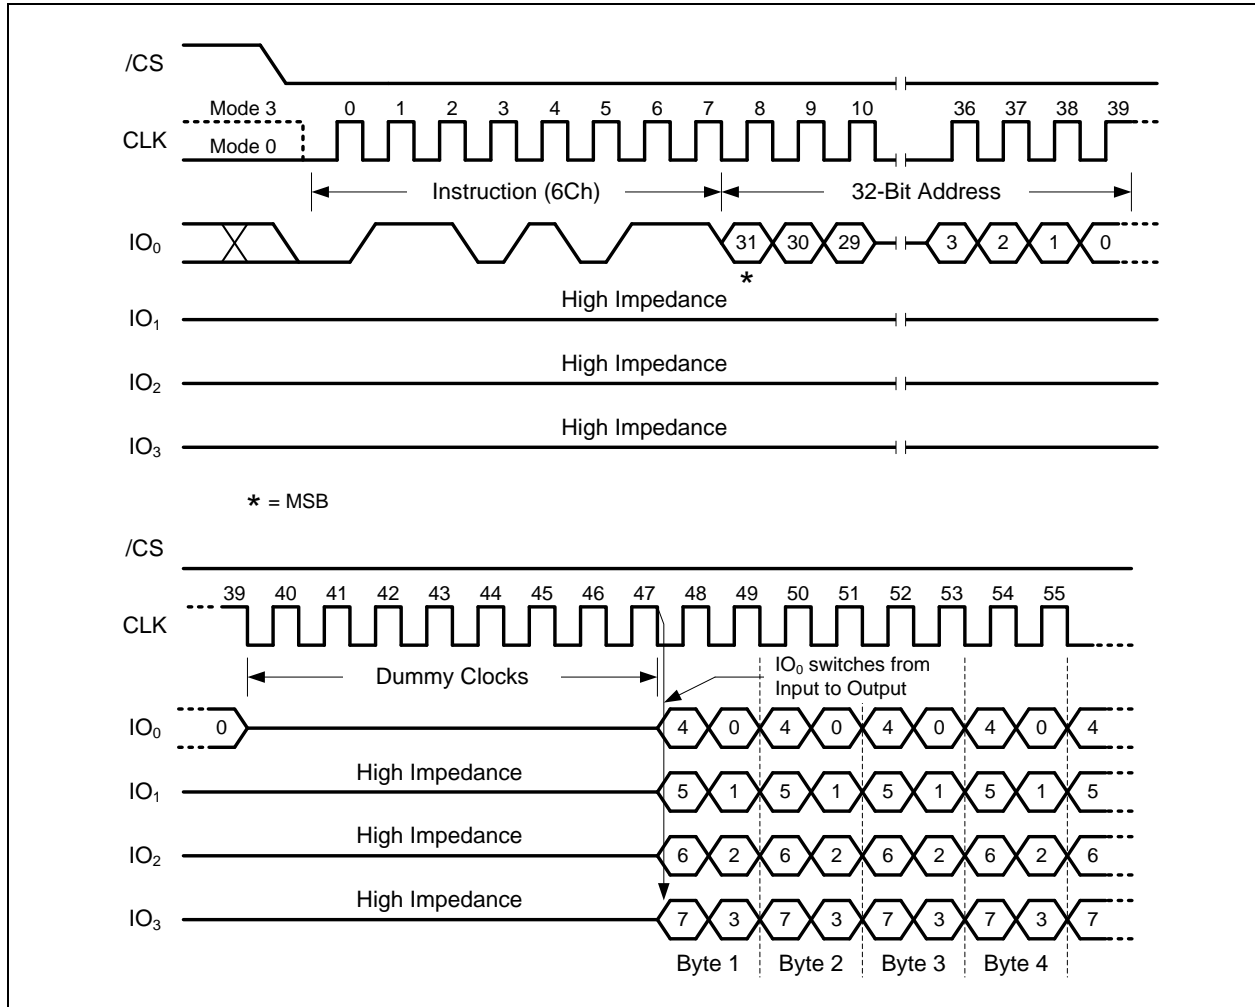 /CS
Mode 3 0 1 2 3 4 5 6 7 8 9 10 36 37 38 39
CLK Mode 0
Instruction (6Ch) 32-Bit Address
IO₀ 31 30 29 3 2 1 0
*
High Impedance
IO₁
High Impedance
IO₂
High Impedance
IO₃
* = MSB
/CS
39 40 41 42 43 44 45 46 47 48 49 50 51 52 53 54 55
CLK
Dummy Clocks
IO₀ switches from
Input to Output
IO₀ 0 4 0 4 0 4 0 4 0 4
High Impedance
IO₁ 5 1 5 1 5 1 5 1 5
High Impedance
IO₂ 6 2 6 2 6 2 6 2 6
High Impedance
IO₃ 7 3 7 3 7 3 7 3 7
Byte 1 Byte 2 Byte 3 Byte 4